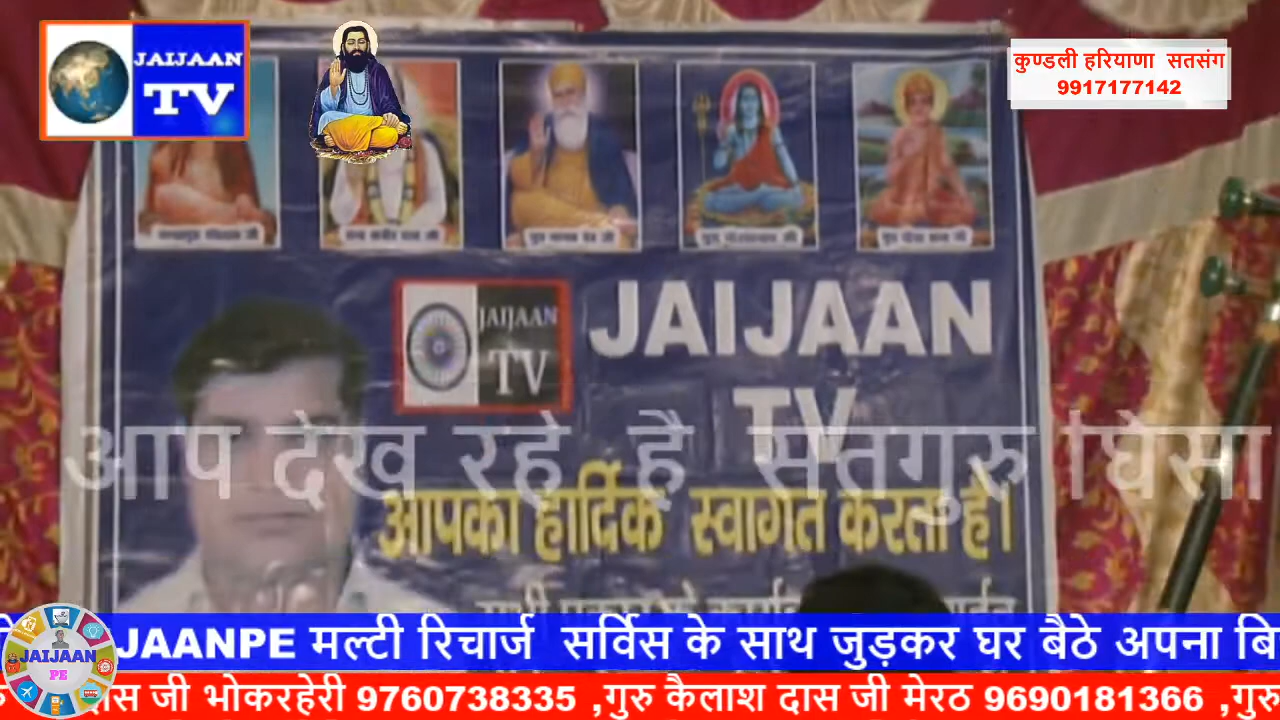 JAIJAAN
TV
कुण्डली हरियाणा सतसंग
9917177142
JAIJAAN
TV
JAIJAAN
TV
आप देख रहे है सतगुरु घिसा
आपका हार्दिक स्वागत करता है।
JAANPE मल्टी रिचार्ज सर्विस के साथ जुड़कर घर बैठे अपना बि
JAIJAAN
PE
दास जी भोकरहेरी 9760738335 ,गुरु कैलाश दास जी मेरठ 9690181366 ,गुरु